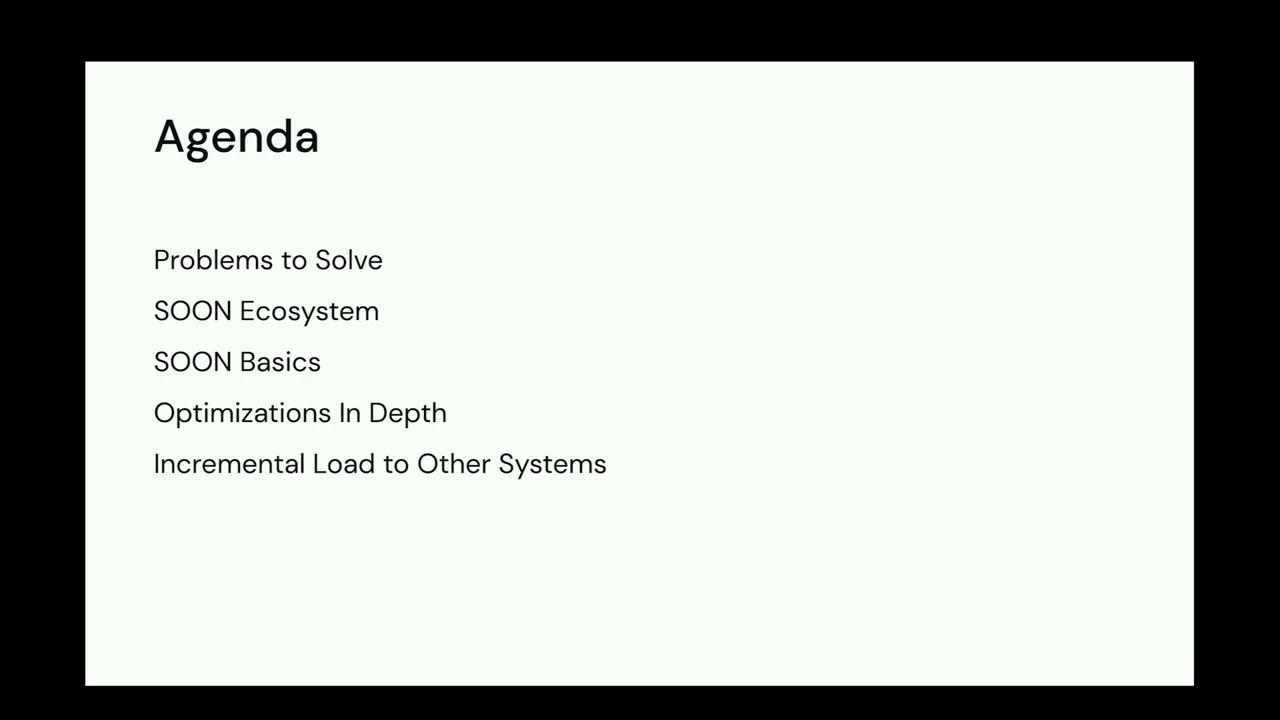 Agenda
Problems to Solve
SOON Ecosystem
SOON Basics
Optimizations In Depth
Incremental Load to Other Systems